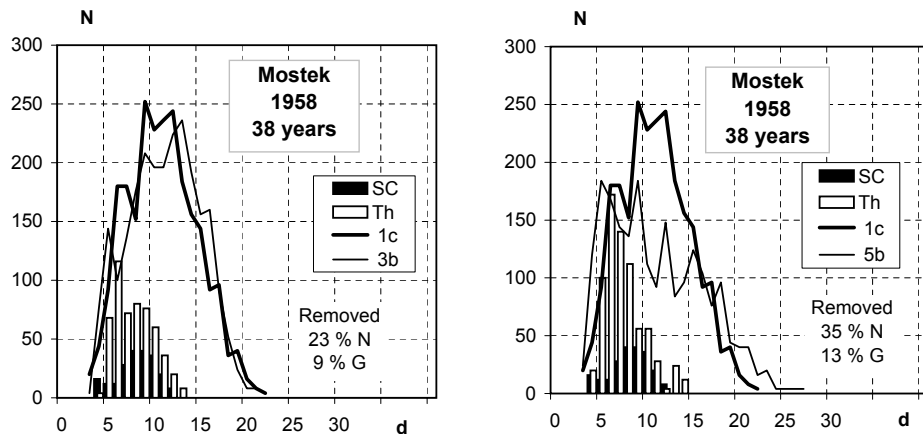 N
300
250
200
150
100
50
0
0 5 10 15 20 25 30
d
Mostek
1958
38 years
SC
Th
1c
3b
Removed
23 % N
9 % G
N
300
250
200
150
100
50
0
0 5 10 15 20 25 30
d
Mostek
1958
38 years
SC
Th
1c
5b
Removed
35 % N
13 % G